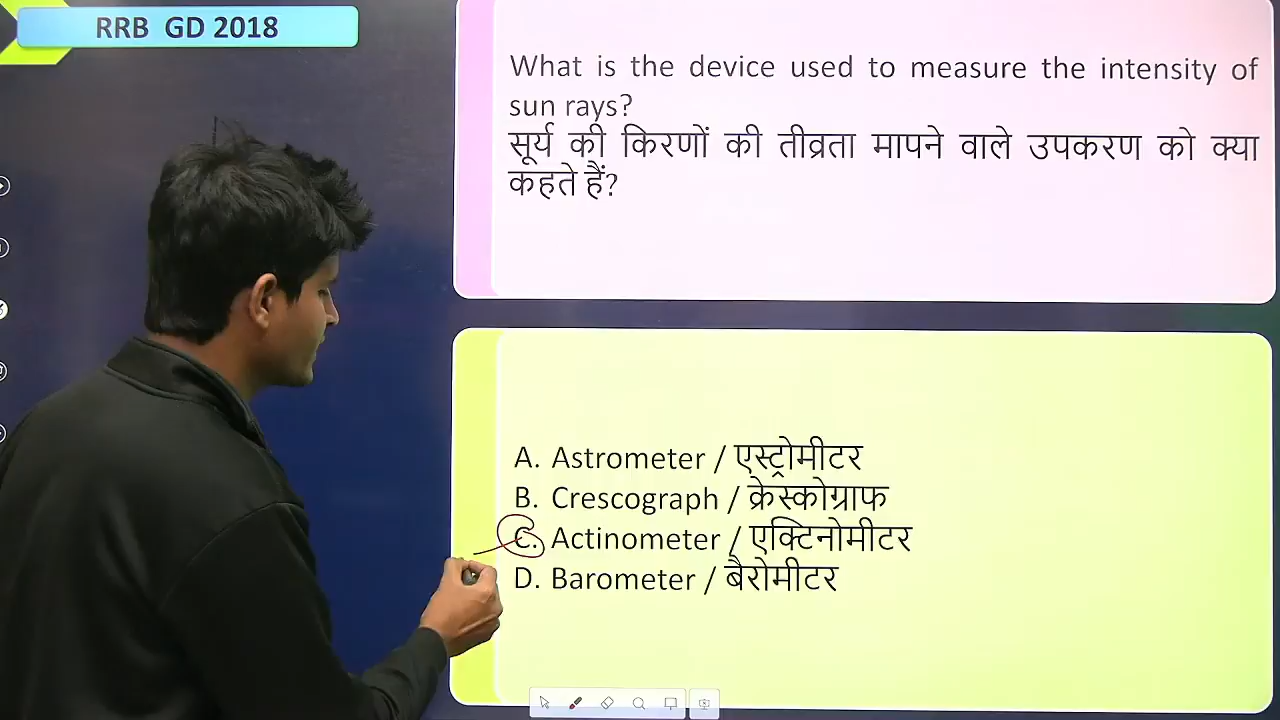 RRB GD 2018
What is the device used to measure the intensity of
sun rays?
सूर्य की किरणों की तीव्रता मापने वाले उपकरण को क्या
कहते हैं?
A. Astrometer / एस्ट्रोमीटर
B. Crescograph / क्रेस्कोग्राफ
C. Actinometer / एक्टिनोमीटर
D. Barometer / बैरोमीटर